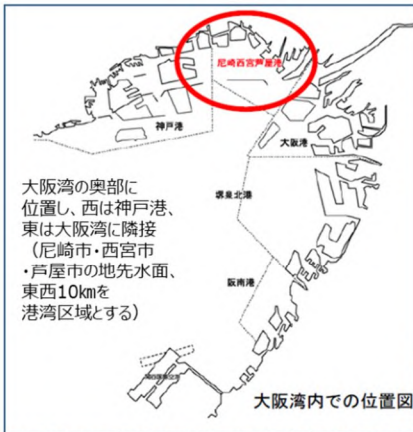 尼崎西宮芦屋港
神戸港
大阪港
堺泉北港
阪南港
大阪湾の奥部に
位置し、西は神戸港、
東は大阪湾に隣接
（尼崎市・西宮市
・芦屋市の地先水面、
東西10kmを
港湾区域とする）
大阪湾内での位置図